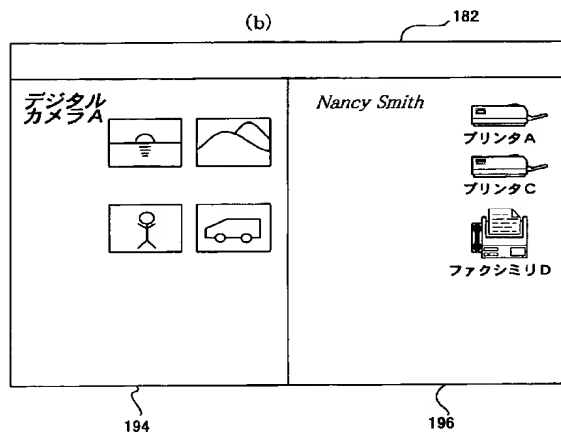 (b)
182
デジタル
カメラA
Nancy Smith
プリンタA
プリンタC
ファクシミリD
194
196